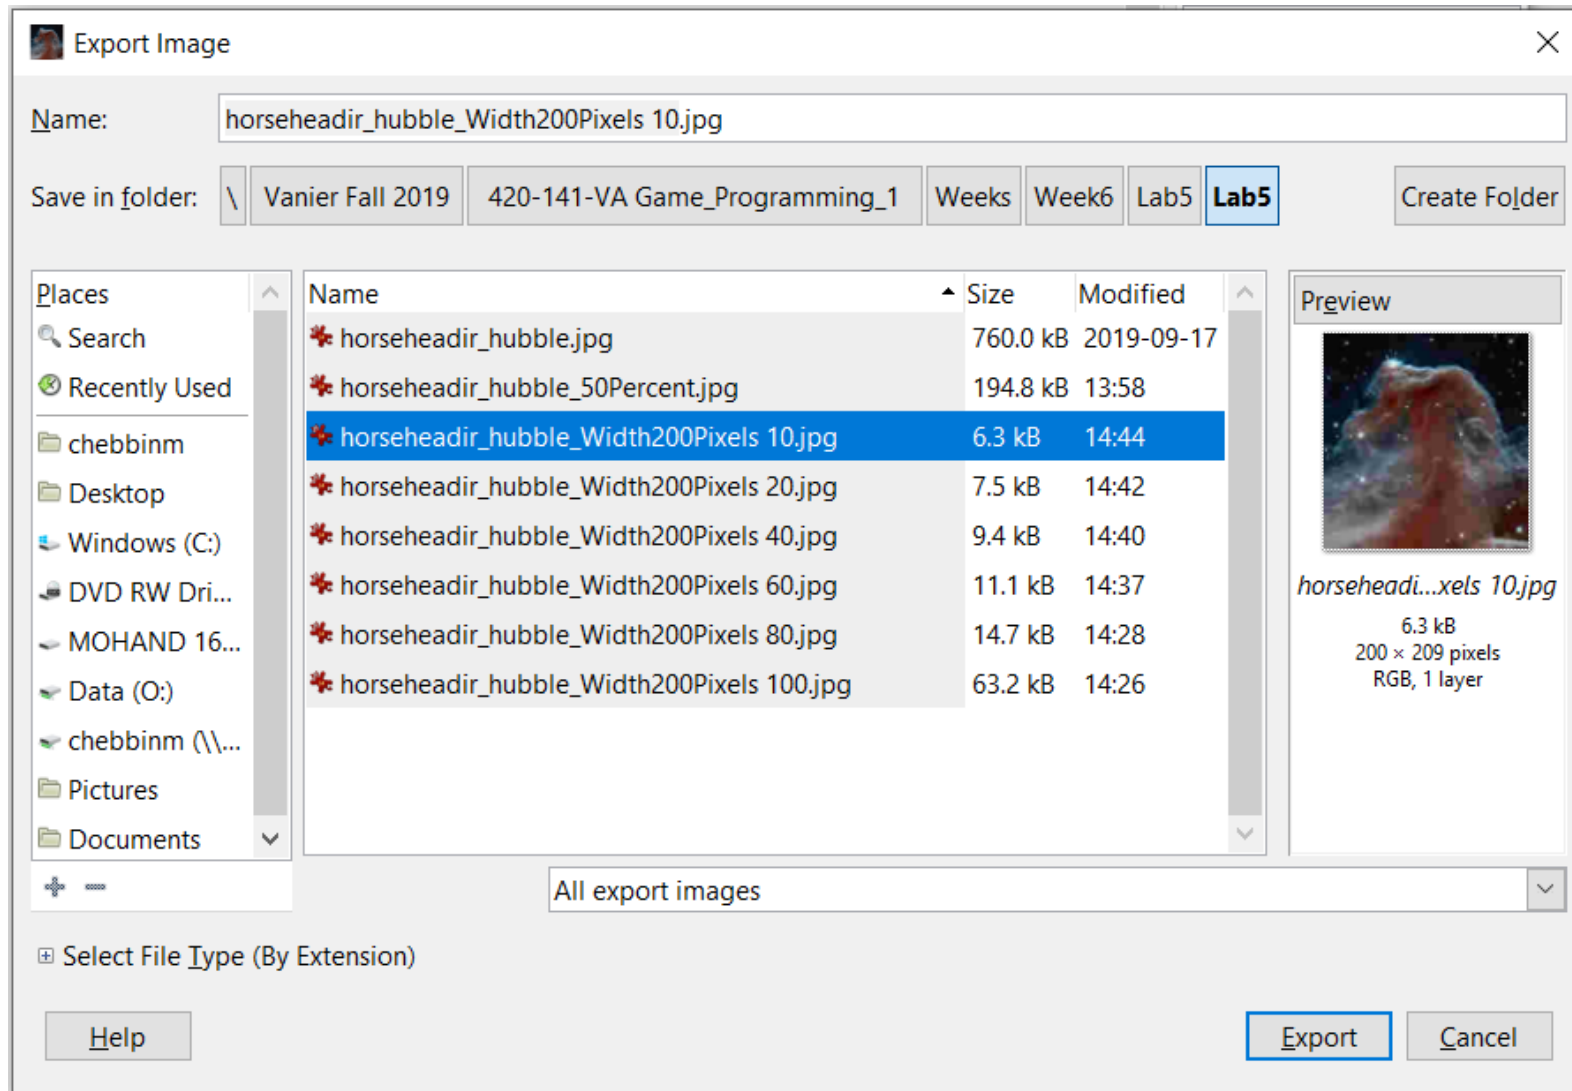 Export Image
Name: horseheadir_hubble_Width200Pixels 10.jpg
Save in folder: \ Vanier Fall 2019 420-141-VA Game_Programming_1 Weeks Week6 Lab5 Lab5 Create Folder
Places
Search
Recently Used
chebbinm
Desktop
Windows (C:)
DVD RW Dri...
MOHAND 16...
Data (O:)
chebbinm (\\...
Pictures
Documents
Name Size Modified
horseheadir_hubble.jpg 760.0 kB 2019-09-17
horseheadir_hubble_50Percent.jpg 194.8 kB 13:58
horseheadir_hubble_Width200Pixels 10.jpg 6.3 kB 14:44
horseheadir_hubble_Width200Pixels 20.jpg 7.5 kB 14:42
horseheadir_hubble_Width200Pixels 40.jpg 9.4 kB 14:40
horseheadir_hubble_Width200Pixels 60.jpg 11.1 kB 14:37
horseheadir_hubble_Width200Pixels 80.jpg 14.7 kB 14:28
horseheadir_hubble_Width200Pixels 100.jpg 63.2 kB 14:26
Preview
horseheadi...xels 10.jpg
6.3 kB
200 × 209 pixels
RGB, 1 layer
All export images
Select File Type (By Extension)
Help Export Cancel